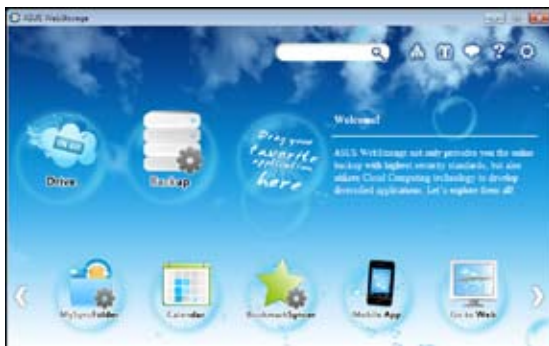 ASUS WebStorage
Welcome!
ASUS WebStorage not only provides you the online
backup with highest security standards, but also
utilizes Cloud Computing technology to develop
diversified applications. Let's explore them all!
Drag your
favorite
application
here
Drive
Backup
MySyncFolder
Calendar
BookmarkSyncer
Mobile App
Go to Web